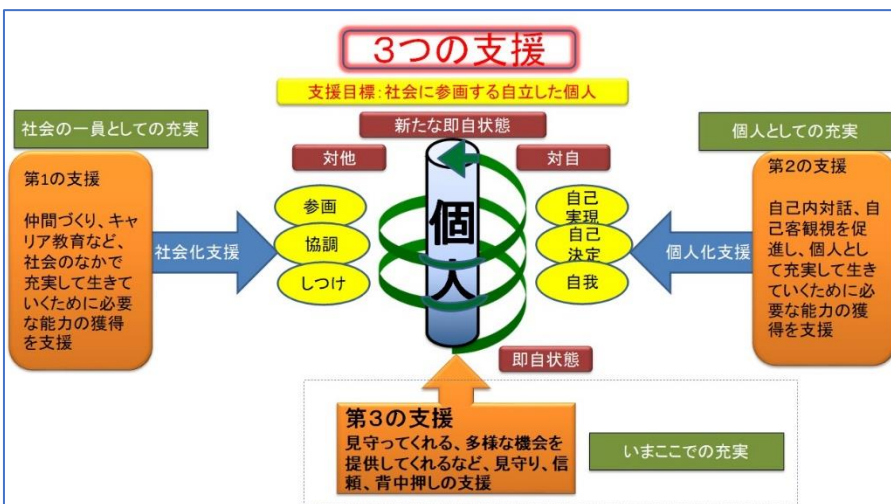 3つの支援
支援目標:社会に参画する自立した個人
新たな即自状態
社会の一員としての充実
個人としての充実
対他
対自
第1の支援
仲間づくり、キャ
リア教育など、
社会のなかで
充実して生きて
いくために必要
な能力の獲得
を支援
社会化支援
参画
協調
しつけ
個人
自己
実現
自己
決定
自我
個人化支援
第2の支援
自己内対話、自
己客観視を促
進し、個人とし
て充実して生き
ていくために必
要な能力の獲
得を支援
即自状態
第3の支援
見守ってくれる、多様な機会を
提供してくれるなど、見守り、信
頼、背中押しの支援
いまここでの充実